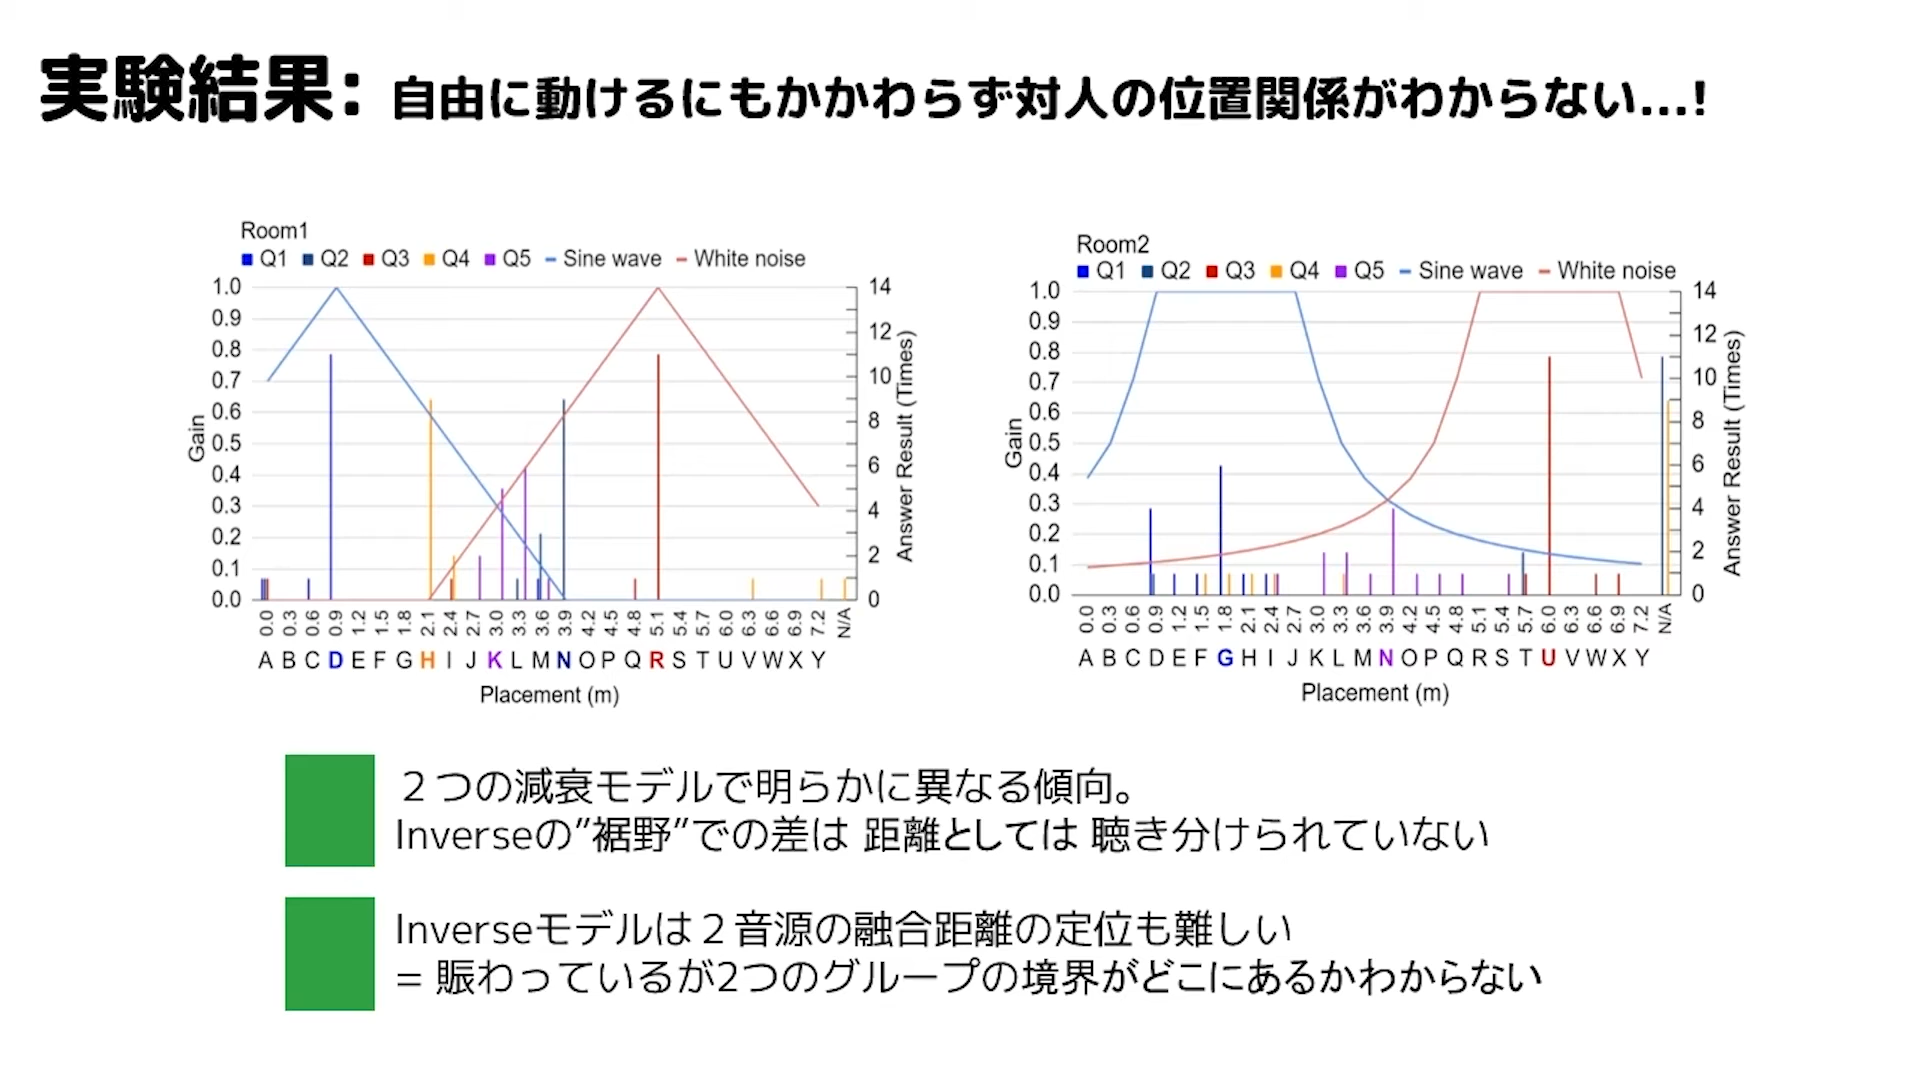 実験結果: 自由に動けるにもかかわらず対人の位置関係がわからない...!
Room1
Q1 Q2 Q3 Q4 Q5 Sine wave White noise
1.0
0.9
0.8
0.7
0.6
0.5
0.4
0.3
0.2
0.1
0.0
Gain
14
12
10
8
6
4
2
0
Answer Result (Times)
0.0 0.3 0.6 0.9 1.2 1.5 1.8 2.1 2.4 2.7 3.0 3.3 3.6 3.9 4.2 4.5 4.8 5.1 5.4 5.7 6.0 6.3 6.6 6.9 7.2 N/A
A B C D E F G H I J K L M N O P Q R S T U V W X Y
Placement (m)
Room2
Q1 Q2 Q3 Q4 Q5 Sine wave White noise
1.0
0.9
0.8
0.7
0.6
0.5
0.4
0.3
0.2
0.1
0.0
Gain
14
12
10
8
6
4
2
0
Answer Result (Times)
0.0 0.3 0.6 0.9 1.2 1.5 1.8 2.1 2.4 2.7 3.0 3.3 3.6 3.9 4.2 4.5 4.8 5.1 5.4 5.7 6.0 6.3 6.6 6.9 7.2 N/A
A B C D E F G H I J K L M N O P Q R S T U V W X Y
Placement (m)
２つの減衰モデルで明らかに異なる傾向。
Inverseの”裾野”での差は 距離としては 聴き分けられていない
Inverseモデルは２音源の融合距離の定位も難しい
= 賑わっているが2つのグループの境界がどこにあるかわからない